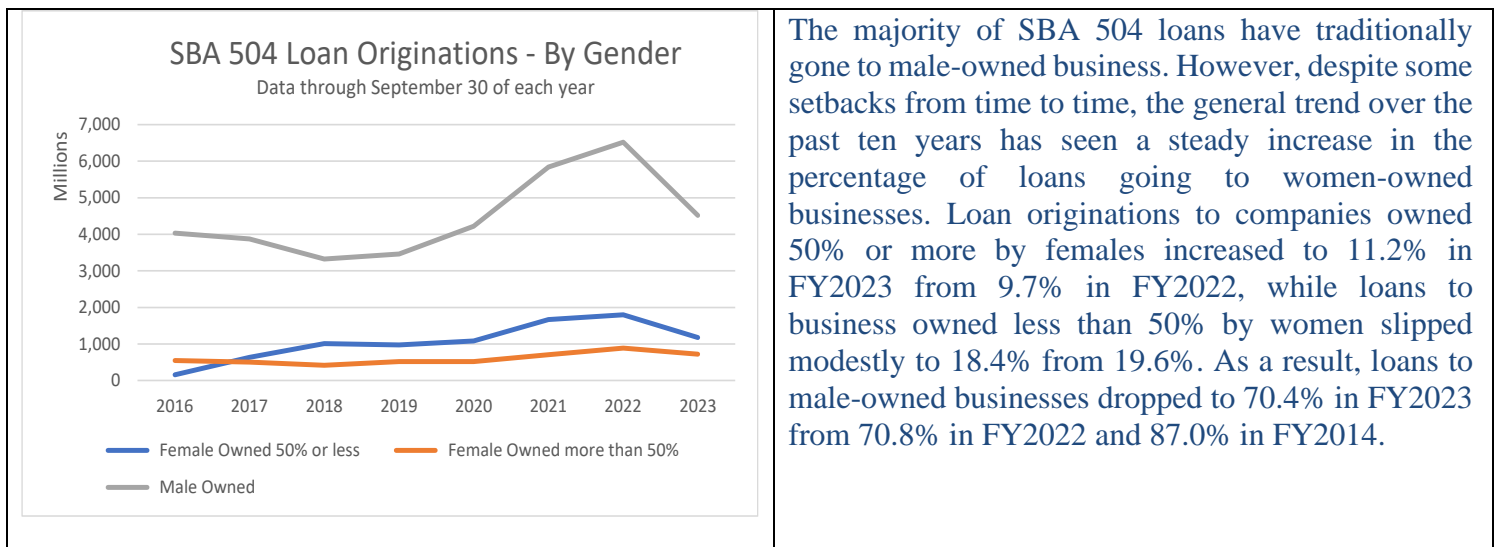 SBA 504 Loan Originations - By Gender
Data through September 30 of each year
Millions
7,000
6,000
5,000
4,000
3,000
2,000
1,000
0
2016 2017 2018 2019 2020 2021 2022 2023
Female Owned 50% or less Female Owned more than 50%
Male Owned
The majority of SBA 504 loans have traditionally
gone to male-owned business. However, despite some
setbacks from time to time, the general trend over the
past ten years has seen a steady increase in the
percentage of loans going to women-owned
businesses. Loan originations to companies owned
50% or more by females increased to 11.2% in
FY2023 from 9.7% in FY2022, while loans to
business owned less than 50% by women slipped
modestly to 18.4% from 19.6%. As a result, loans to
male-owned businesses dropped to 70.4% in FY2023
from 70.8% in FY2022 and 87.0% in FY2014.